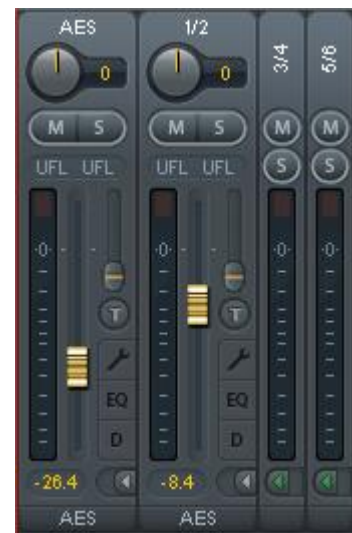 AES 1/2 3/4 5/6
0 0
M S M S M M
UFL UFL UFL UFL S S
0 0 0 0
T T
EQ EQ
D D
-26.4 -8.4
AES AES